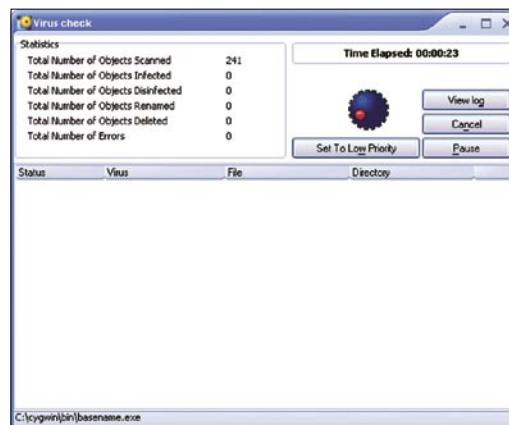 Virus check
Statistics
Total Number of Objects Scanned 241
Total Number of Objects Infected 0
Total Number of Objects Disinfected 0
Total Number of Objects Renamed 0
Total Number of Objects Deleted 0
Total Number of Errors 0
Time Elapsed: 00:00:23
View log
Cancel
Set To Low Priority
Pause
Status Virus File Directory
C:\cygwin\bin\basename.exe